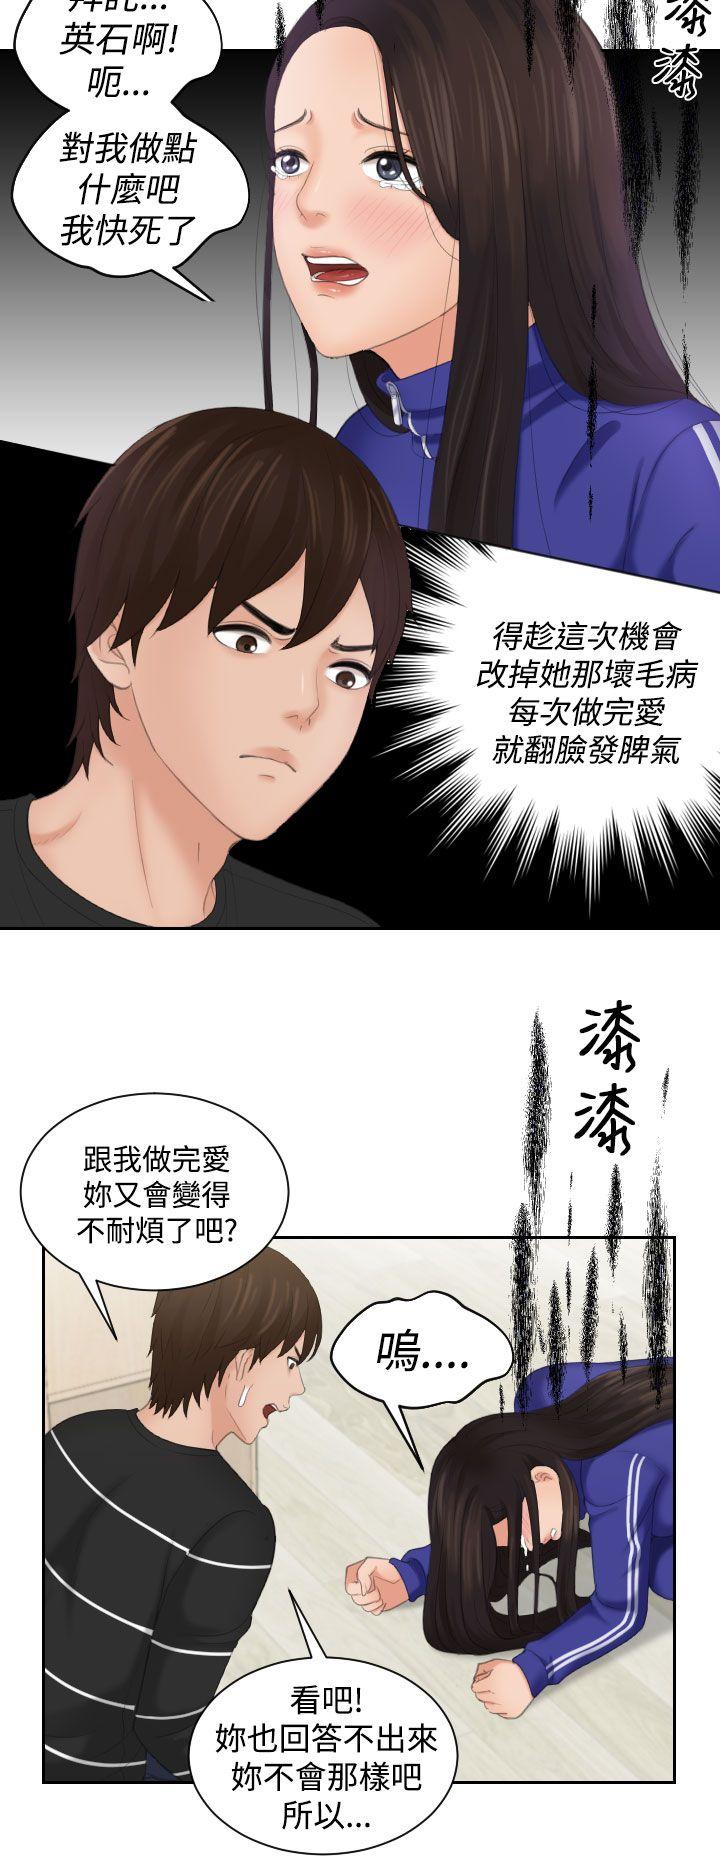 拜託...
英石啊!
呃...
對我做點
什麼吧
我快死了
漆
漆
得趁這次機會
改掉她那壞毛病
每次做完愛
就翻臉發脾氣
漆
漆
跟我做完愛
妳又會變得
不耐煩了吧?
嗚....
看吧!
妳也回答不出來
妳不會那樣吧
所以...